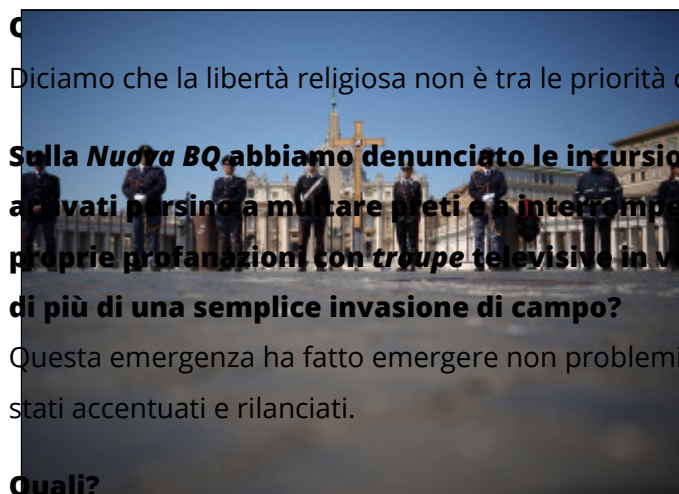 Diciamo che la libertà religiosa non è tra le priorità
Sulla Nuova BQ abbiamo denunciato le
arrivati persino a multare preti e a
proprie profanazioni con troupe televisive in
di più di una semplice invasione di campo?
Questa emergenza ha fatto emergere non problemi
stati accentuati e rilanciati.
Quali?